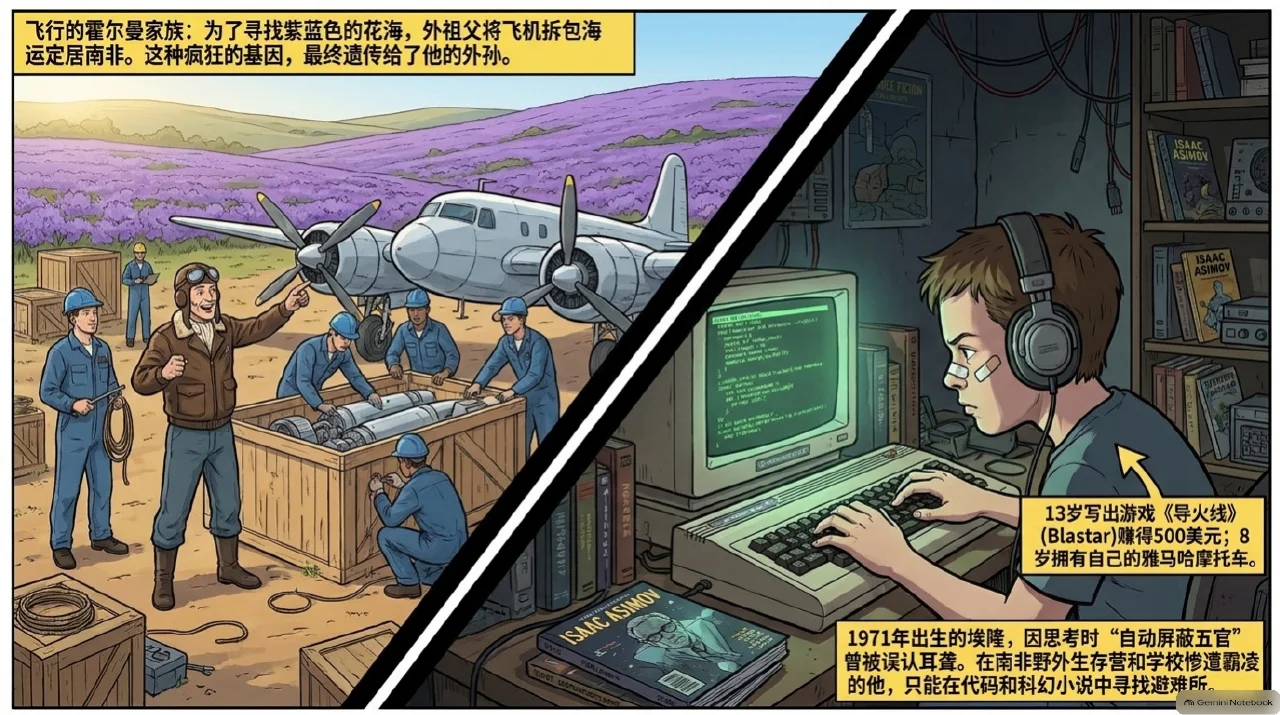 飞行的霍尔曼家族：为了寻找紫蓝色的花海，外祖父将飞机拆包海
运定居南非。这种疯狂的基因，最终遗传给了他的外孙。
ISAAC
ASIMOV
ISAAC
ASIMOV
13岁写出游戏《导火线》
(Blastar)赚得500美元；8
岁拥有自己的雅马哈摩托车。
ISAAC ASIMOV
1971年出生的埃隆，因思考时“自动屏蔽五官”
曾被误认耳聋。在南非野外生存营和学校惨遭霸凌
的他，只能在代码和科幻小说中寻找避难所。
Gemini Notebook